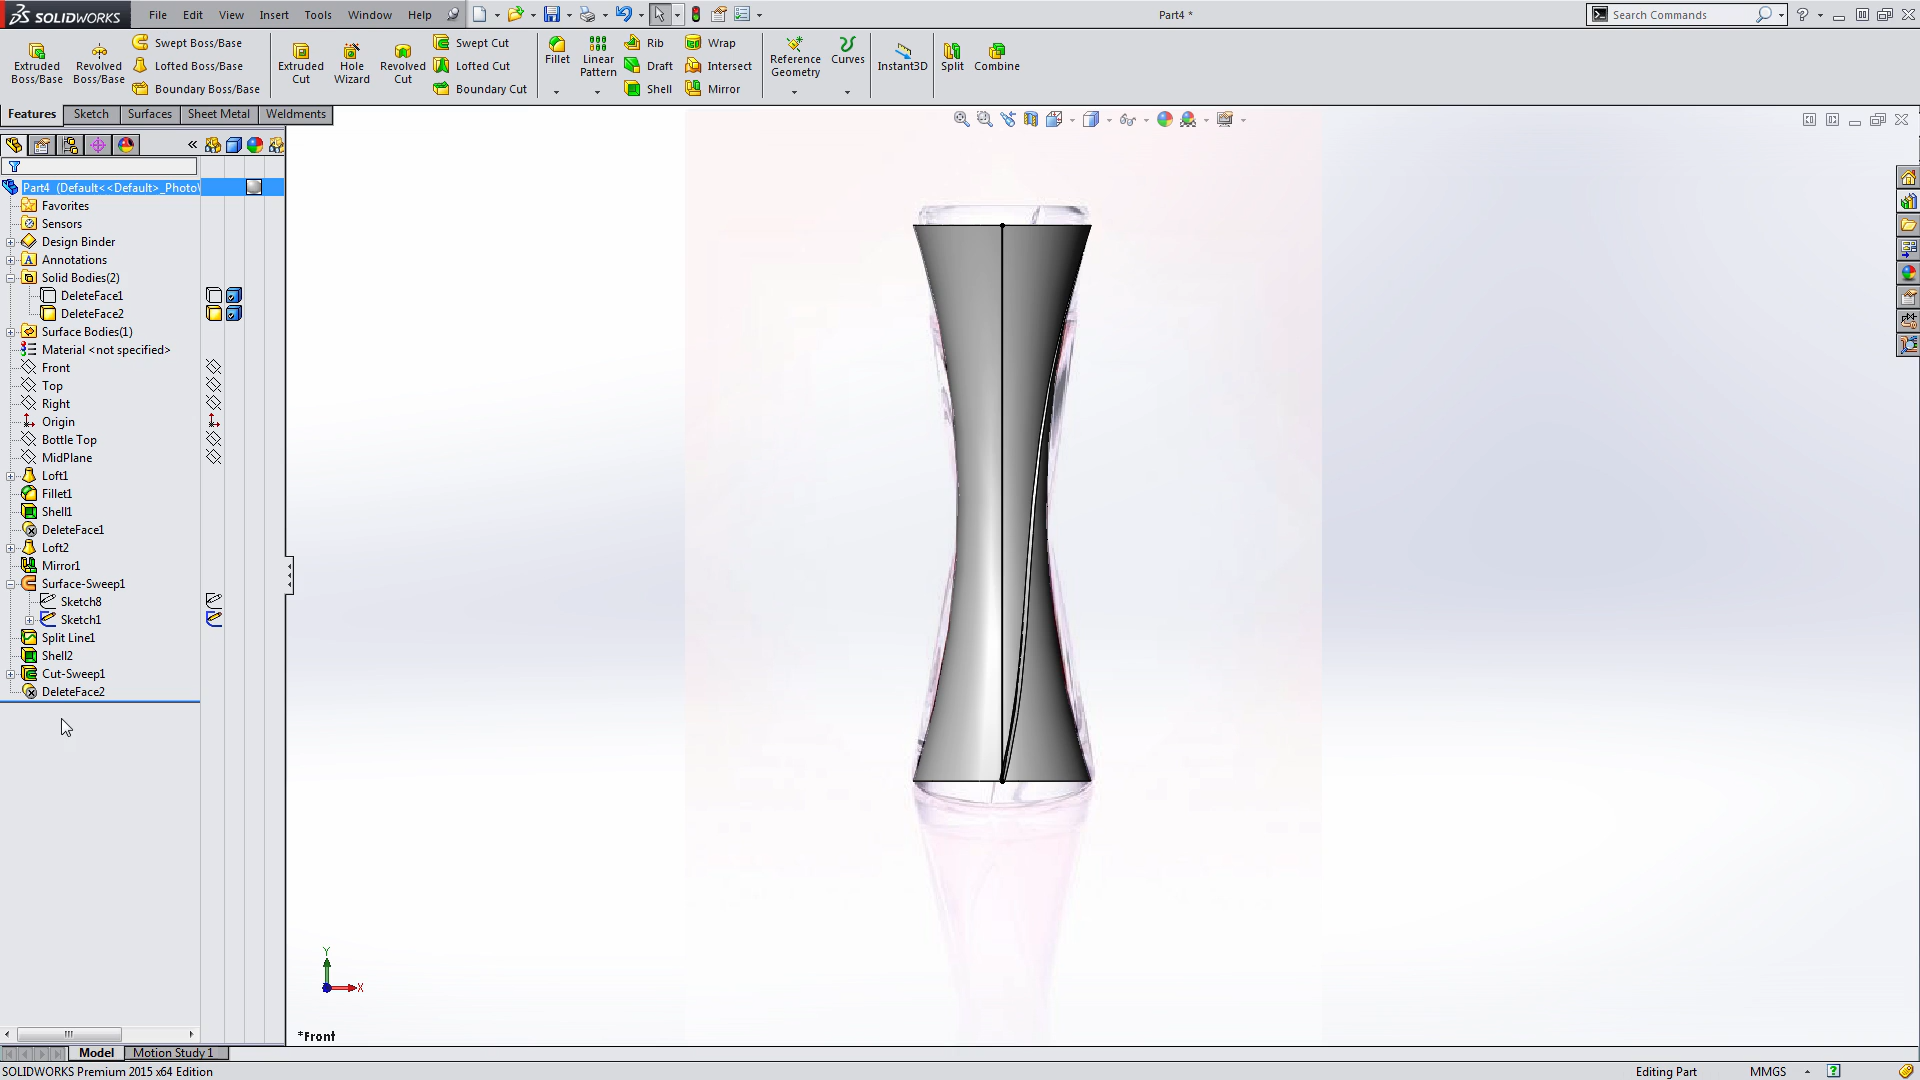 SOLIDWORKS File Edit View Insert Tools Window Help Part4 * Search Commands
Extruded Boss/Base
Revolved Boss/Base
Swept Boss/Base
Lofted Boss/Base
Boundary Boss/Base
Extruded Cut
Hole Wizard
Revolved Cut
Swept Cut
Lofted Cut
Boundary Cut
Fillet
Linear Pattern
Rib
Draft
Shell
Wrap
Intersect
Mirror
Reference Geometry
Curves
Instant3D
Split
Combine
Features Sketch Surfaces Sheet Metal Weldments
Part4 (Default<<Default>_Photo
Favorites
Sensors
Design Binder
Annotations
Solid Bodies(2)
DeleteFace1
DeleteFace2
Surface Bodies(1)
Material <not specified>
Front
Top
Right
Origin
Bottle Top
MidPlane
Loft1
Fillet1
Shell1
DeleteFace1
Loft2
Mirror1
Surface-Sweep1
Sketch8
Sketch1
Split Line1
Shell2
Cut-Sweep1
DeleteFace2
Y
X
*Front
Model Motion Study 1
SOLIDWORKS Premium 2015 x64 Edition Editing Part MMGS